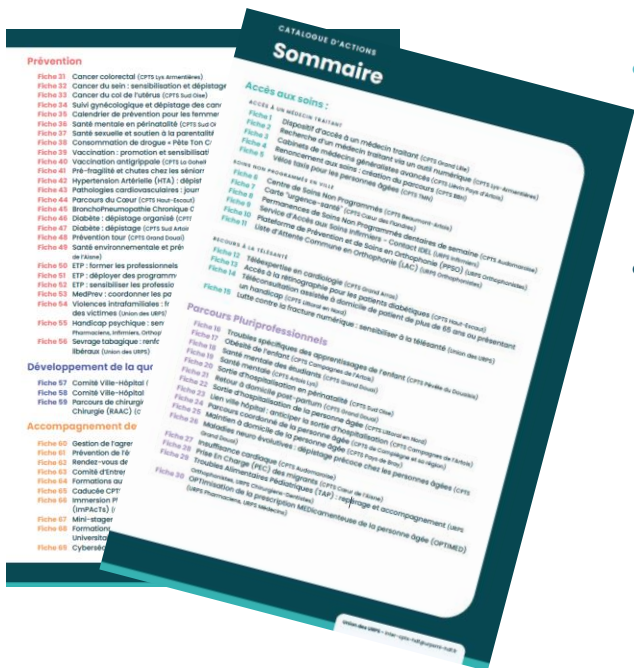 Prévention
Fiche 31 Cancer colorectal (CPTS Lys Armentières)
Fiche 32 Cancer du sein : sensibilisation et dépistage
Fiche 33 Cancer du col de l'utérus (CPTS Sud Oise)
Fiche 34 Suivi gynécologique et dépistage des can
Fiche 35 Calendrier de prévention pour les femme
Fiche 36 Santé mentale en périnatalité (CPTS Sud Oi
Fiche 37 Santé sexuelle et soutien à la parentalité
Fiche 38 Consommation de drogue « Pête Ton C
Fiche 39 Vaccination : promotion et sensibilisati
Fiche 40 Vaccination antigrippale (CPTS La Gohell
Fiche 41 Pré-fragilité et chutes chez les sénior
Fiche 42 Hypertension Artérielle (HTA) : dépist
Fiche 43 Pathologies cardiovasculaires : jour
Fiche 44 Parcours du Cœur (CPTS Haut-Escaut)
Fiche 45 BronchoPneumopathie Chronique O
Fiche 46 Diabète : dépistage organisé (CPT
Fiche 47 Diabète : dépistage (CPTS Sud Artois
Fiche 48 Prévention tour (CPTS Grand Douai)
Fiche 49 Santé environnementale et prév
de l'Aisne)
Fiche 50 ETP : former les professionnels
Fiche 51 ETP : déployer des programm
Fiche 52 ETP : sensibiliser les professio
Fiche 53 MedPrev : coordonner les pa
Fiche 54 Violences intrafamiliales : f
des victimes (Union des URPS)
Fiche 55 Handicap psychique : sen
Pharmaciens, Infirmiers, Orthop
Fiche 56 Sevrage tabagique : renfo
libéraux (Union des URPS)
Développement de la qua
Fiche 57 Comité Ville-Hôpital (
Fiche 58 Comité Ville-Hôpital
Fiche 59 Parcours de chirurgi
Chirurgie (RAAC) (C
Accompagnement de
Fiche 60 Gestion de l'agre
Fiche 61 Prévention de l'é
Fiche 62 Rendez-vous dr
Fiche 63 Comité d'Entrer
Fiche 64 Formations au
Fiche 65 Caducée CPT
Fiche 66 Immersion P
(ImPActs) (
Fiche 67 Mini-stages
Fiche 68 Formations
Universita
Fiche 69 Cyberséc
CATALOGUE D'ACTIONS
Sommaire
Accès aux soins :
ACCÈS À UN MÉDECIN TRAITANT
Fiche 1 Dispositif d'accès à un médecin traitant (CPTS Grand Lille)
Fiche 2 Recherche d'un médecin traitant via un outil numérique (CPTS Lys-Armentières)
Fiche 3 Cabinets de médecins généralistes avancés (CPTS Liévin Pays d'Artois)
Fiche 4 Renoncement aux soins : création du parcours (CPTS BBH)
Fiche 5 Vélos taxis pour les personnes âgées (CPTS TMN)
SOINS NON PROGRAMMÉS EN VILLE
Fiche 6 Centre de Soins Non Programmés (CPTS Beaumont-Artois)
Fiche 7 Carte "urgence-santé" (CPTS Cœur des Flandres)
Fiche 8 Permanences de Soins Non Programmés dentaires de semaine (CPTS Audomaroise)
Fiche 9 Service d'Accès aux Soins Infirmiers - Contact IDEL (URPS Infirmiers)
Fiche 10 Plateforme de Prévention et de Soins en Orthophonie (PPSO) (URPS Orthophonistes)
Fiche 11 Liste d'Attente Commune en Orthophonie (LAC) (URPS Orthophonistes)
RECOURS À LA TÉLÉSANTÉ
Fiche 12 Téléexpertise en cardiologie (CPTS Grand Arras)
Fiche 13 Accès à la rétinographie pour les patients diabétiques (CPTS Haut-Escaut)
Fiche 14 Téléconsultation assistée à domicile de patient de plus de 65 ans ou présentant
un handicap (CPTS Littoral en Nord)
Fiche 15 Lutte contre la fracture numérique : sensibiliser à la télésanté (Union des URPS)
Parcours Pluriprofessionnels
Fiche 16 Troubles spécifiques des apprentissages de l'enfant (CPTS Pévèle du Douaisis)
Fiche 17 Obésité de l'enfant (CPTS Campagnes de l'Artois)
Fiche 18 Santé mentale des étudiants (CPTS Grand Douai)
Fiche 19 Santé mentale (CPTS Artois Lys)
Fiche 20 Sortie d'hospitalisation en périnatalité (CPTS Sud Oise)
Fiche 21 Retour à domicile post-partum (CPTS Grand Douai)
Fiche 22 Sortie d'hospitalisation de la personne âgée (CPTS Littoral en Nord)
Fiche 23 Lien ville hôpital : anticiper la sortie d'hospitalisation (CPTS Campagnes de l'Artois)
Fiche 24 Parcours coordonné de la personne âgée (CPTS de Compiègne et sa région)
Fiche 25 Maintien à domicile de la personne âgée (CPTS Pays de Bray)
Fiche 26 Maladies neuro évolutives : dépistage précoce chez les personnes âgées (CPTS
Grand Douai)
Fiche 27 Insuffisance cardiaque (CPTS Audomaroise)
Fiche 28 Prise En Charge (PEC) des migrants (CPTS Cœur de l'Aisne)
Fiche 29 Troubles Alimentaires Pédiatriques (TAP) : repérage et accompagnement (URPS
Orthophonistes, URPS Chirurgiens-Dentistes)
Fiche 30 OPTimisation de la prescription MEDicamenteuse de la personne âgée (OPTIMED)
(URPS Pharmaciens, URPS Médecins)